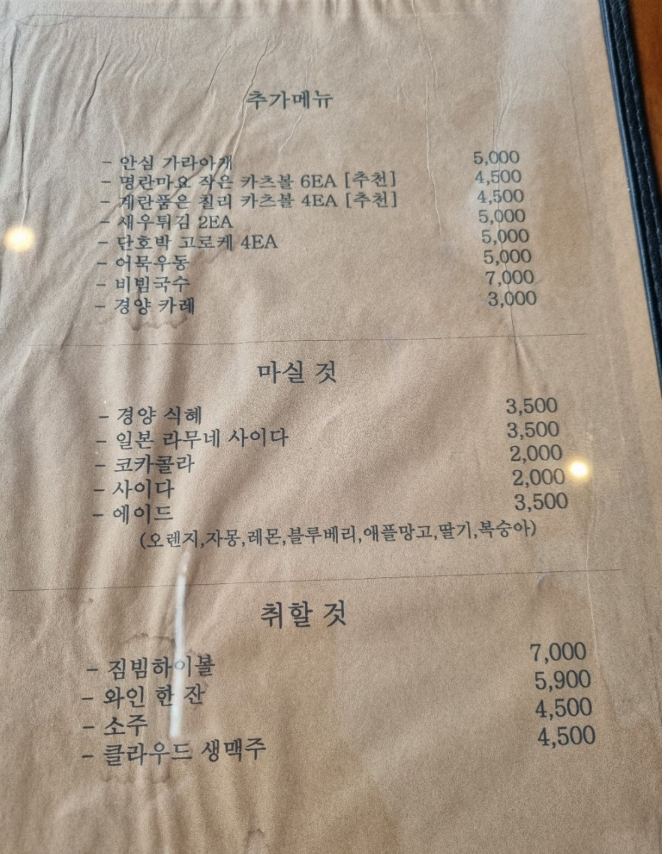 추가메뉴
- 안심 가라아게 5,000
- 명란마요 작은 카츠볼 6EA [추천] 4,500
- 계란품은 칠리 카츠볼 4EA [추천] 4,500
- 새우튀김 2EA 5,000
- 단호박 고로케 4EA 5,000
- 어묵우동 5,000
- 비빔국수 7,000
- 경양 카레 3,000
마실 것
- 경양 식혜 3,500
- 일본 라무네 사이다 3,500
- 코카콜라 2,000
- 사이다 2,000
- 에이드 3,500
(오렌지,자몽,레몬,블루베리,애플망고,딸기,복숭아)
취할 것
- 짐빔하이볼 7,000
- 와인 한 잔 5,900
- 소주 4,500
- 클라우드 생맥주 4,500